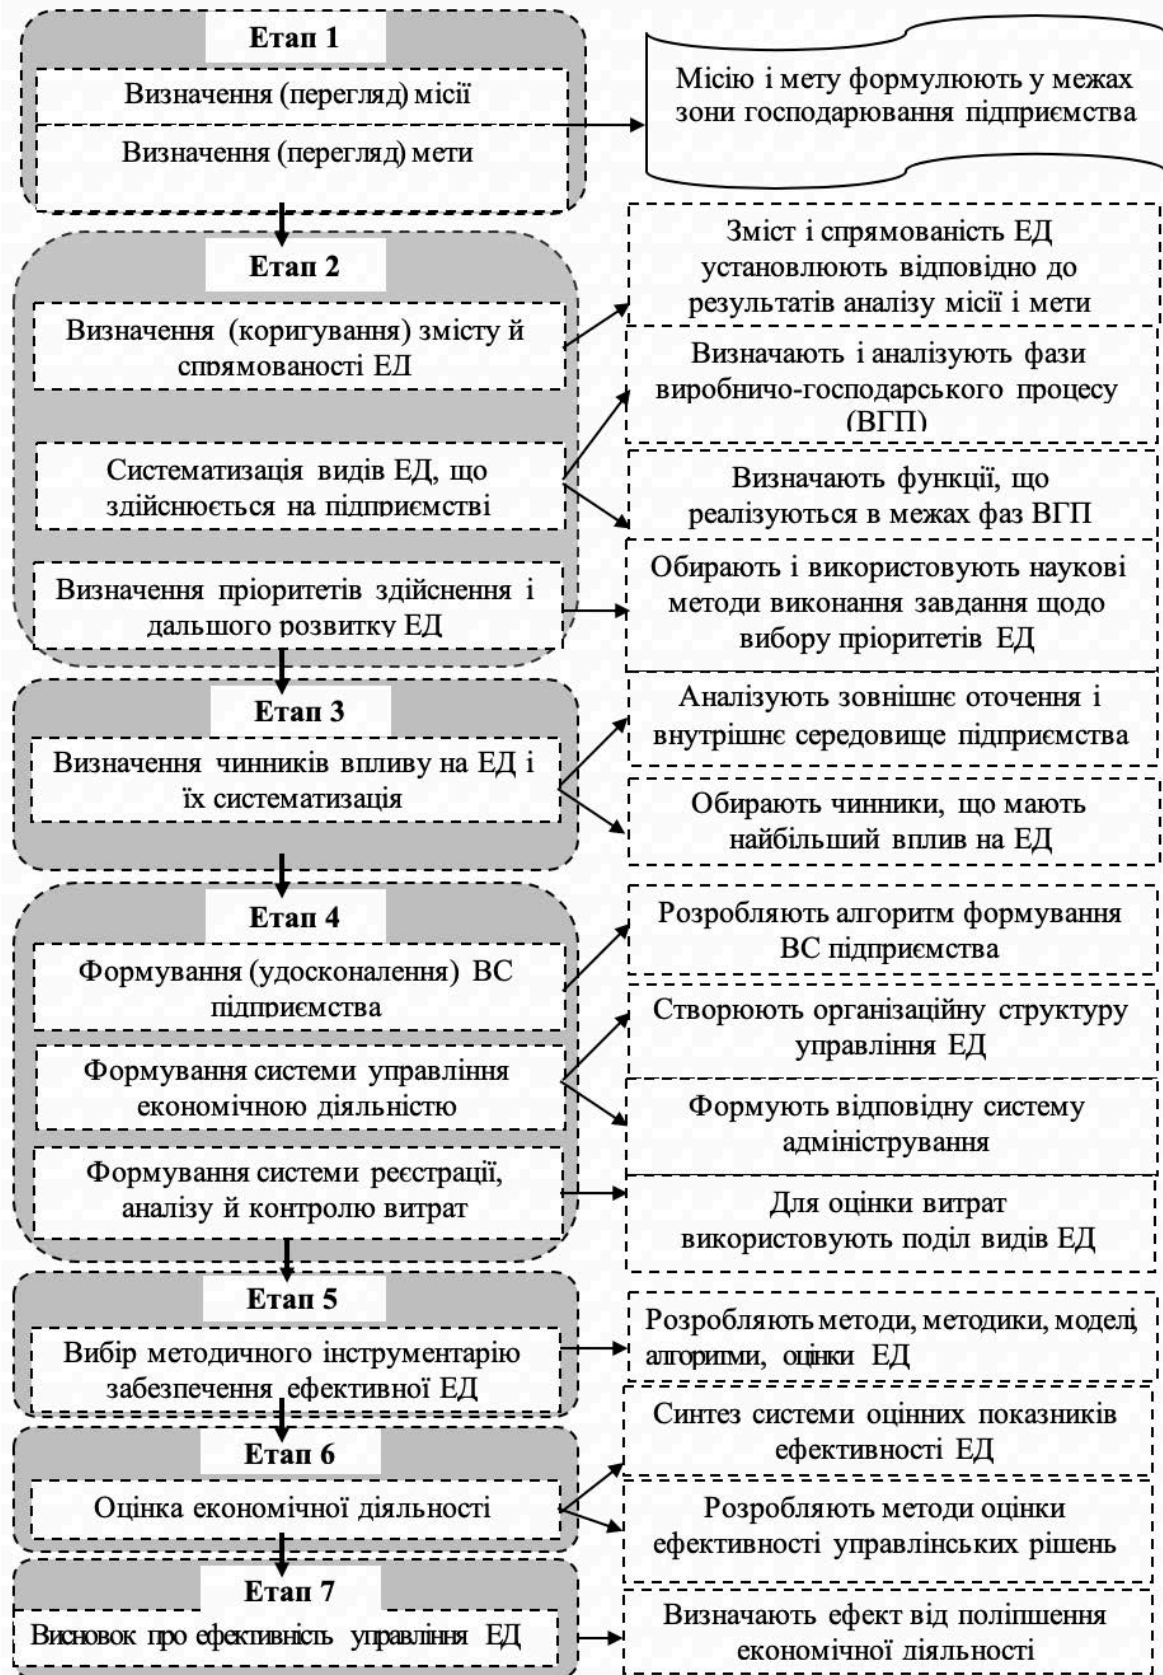 Етап 1
Визначення (перегляд) місії
Визначення (перегляд) мети
Місію і мету формулюють у межах
зони господарювання підприємства
Етап 2
Визначення (коригування) змісту й
спрямованості ЕД
Зміст і спрямованість ЕД
установлюють відповідно до
результатів аналізу місії і мети
Систематизація видів ЕД, що
здійснюється на підприємстві
Визначають і аналізують фази
виробничо-господарського процесу
(ВГП)
Визначають функції, що
реалізуються в межах фаз ВГП
Визначення пріоритетів здійснення і
дальшого розвитку ЕД
Обирають і використовують наукові
методи виконання завдання щодо
вибору пріоритетів ЕД
Етап 3
Визначення чинників впливу на ЕД і
їх систематизація
Аналізують зовнішнє оточення і
внутрішнє середовище підприємства
Обирають чинники, що мають
найбільший вплив на ЕД
Етап 4
Формування (удосконалення) ВС
підприємства
Розробляють алгоритм формування
ВС підприємства
Формування системи управління
економічною діяльністю
Створюють організаційну структуру
управління ЕД
Формують відповідну систему
адміністрування
Формування системи реєстрації,
аналізу й контролю витрат
Для оцінки витрат
використовують поділ видів ЕД
Етап 5
Вибір методичного інструментарію
забезпечення ефективної ЕД
Розробляють методи, методики, моделі,
алгоритми, оцінки ЕД
Етап 6
Оцінка економічної діяльності
Синтез системи оцінних показників
ефективності ЕД
Розробляють методи оцінки
ефективності управлінських рішень
Етап 7
Висновок про ефективність управління ЕД
Визначають ефект від поліпшення
економічної діяльності